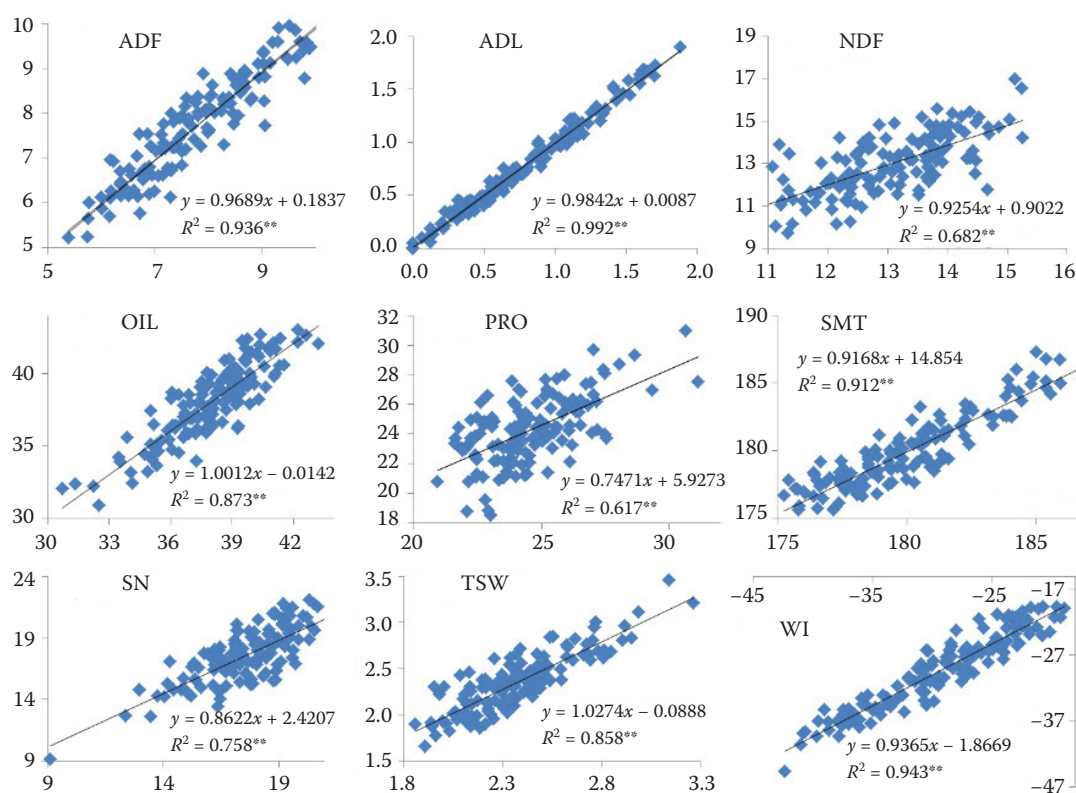 ADF
10
9
8
7
6
5
y = 0.9689x + 0.1837
R² = 0.936**
5 7 9
ADL
2.0
1.5
1.0
0.5
0.0
y = 0.9842x + 0.0087
R² = 0.992**
0.0 0.5 1.0 1.5 2.0
NDF
19
17
15
13
11
9
y = 0.9254x + 0.9022
R² = 0.682**
11 12 13 14 15 16
OIL
40
35
30
y = 1.0012x − 0.0142
R² = 0.873**
30 33 36 39 42
PRO
32
30
28
26
24
22
20
18
y = 0.7471x + 5.9273
R² = 0.617**
20 25 30
SMT
190
185
180
175
y = 0.9168x + 14.854
R² = 0.912**
175 180 185
SN
24
19
14
9
y = 0.8622x + 2.4207
R² = 0.758**
9 14 19
TSW
3.5
3.0
2.5
2.0
1.5
y = 1.0274x − 0.0888
R² = 0.858**
1.8 2.3 2.8 3.3
−45 −35 −25
WI
−17
−27
−37
−47
y = 0.9365x − 1.8669
R² = 0.943**